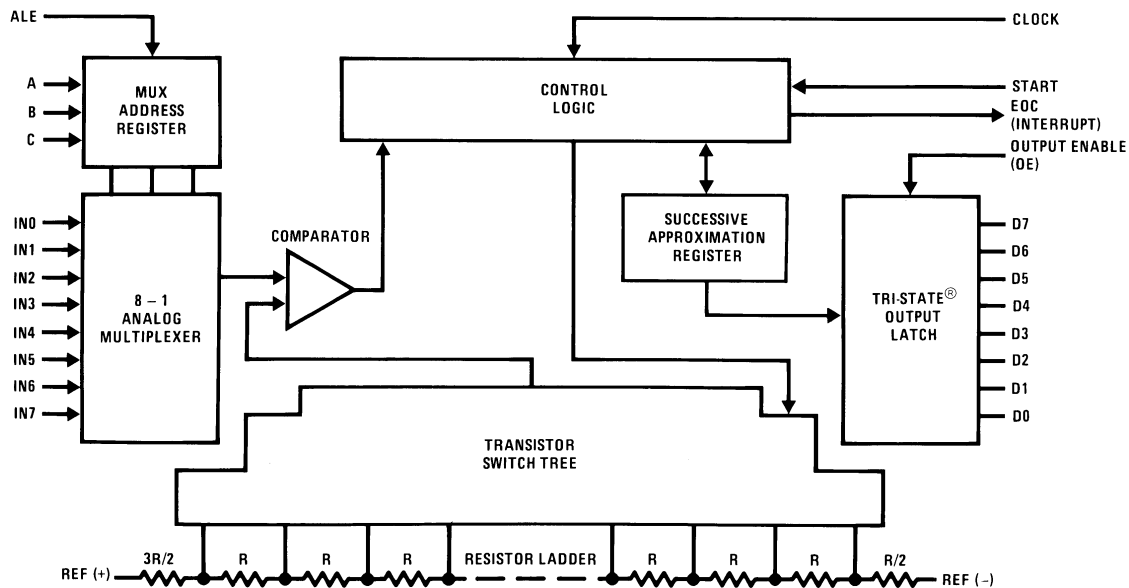 ALE
CLOCK
A
B
C
MUX
ADDRESS
REGISTER
CONTROL
LOGIC
START
EOC
(INTERRUPT)
OUTPUT ENABLE
(OE)
IN0
IN1
IN2
IN3
IN4
IN5
IN6
IN7
8 – 1
ANALOG
MULTIPLEXER
COMPARATOR
SUCCESSIVE
APPROXIMATION
REGISTER
TRI-STATE®
OUTPUT
LATCH
D7
D6
D5
D4
D3
D2
D1
D0
TRANSISTOR
SWITCH TREE
REF (+) 3R/2 R R R RESISTOR LADDER R R R R/2 REF (–)